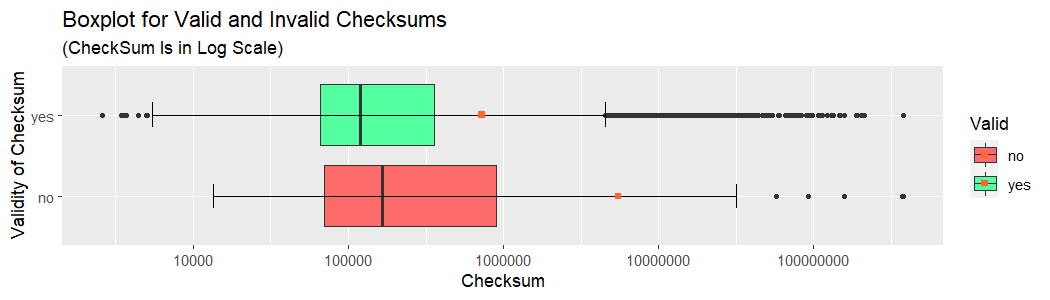 Boxplot for Valid and Invalid Checksums
(CheckSum Is in Log Scale)
Validity of Checksum
yes
no
10000 100000 1000000 10000000 100000000
Checksum
Valid
no
yes